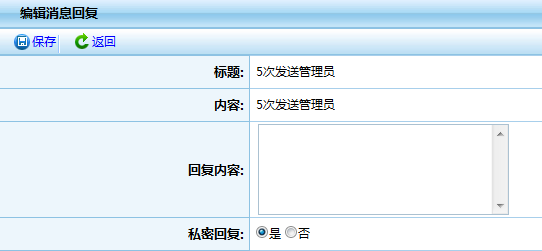 编辑消息回复
保存 返回
标题: 5次发送管理员
内容: 5次发送管理员
回复内容:
私密回复: 是 否